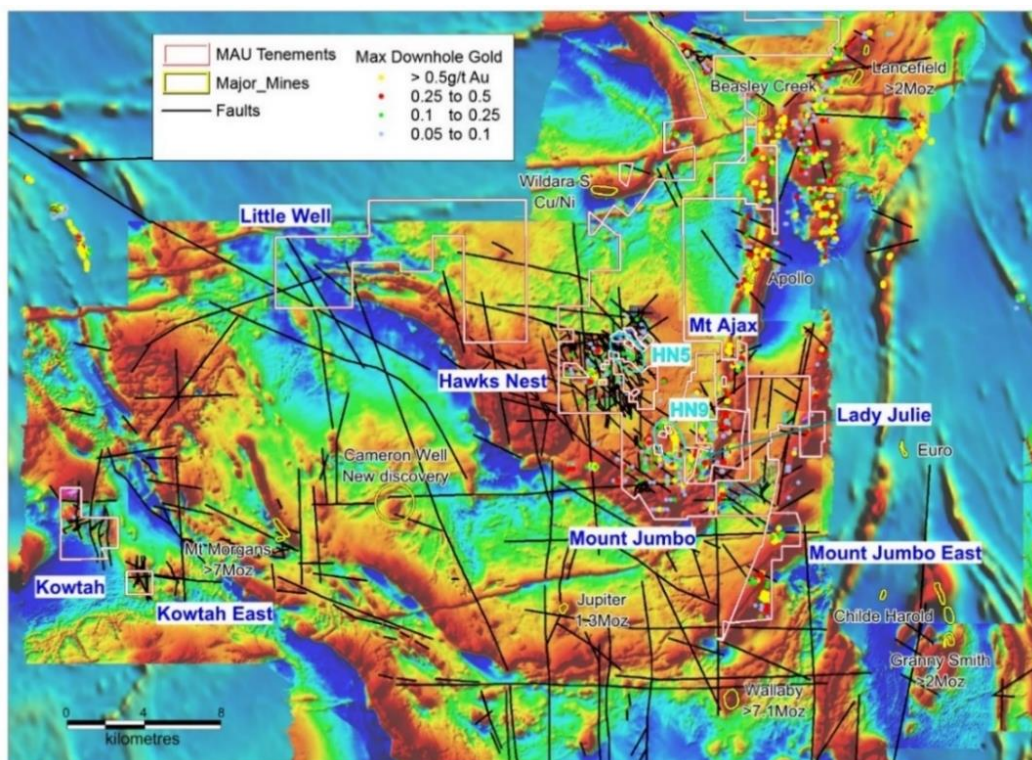 MAU Tenements
Major_Mines
Faults
Max Downhole Gold
> 0.5g/t Au
0.25 to 0.5
0.1 to 0.25
0.05 to 0.1
Lancefield
>2Moz
Beasley Creek
Wildara S
Cu/Ni
Little Well
Apollo
Mt Ajax
HN5
Hawks Nest
HN9
Lady Julie
Euro
Cameron Well
New discovery
Mount Jumbo
Mt Morgans
>7Moz
Mount Jumbo East
Kowtah
Kowtah East
Jupiter
1.3Moz
Childe Harold
Granny Smith
>2Moz
Wallaby
>7.1Moz
0 4 8
kilometres